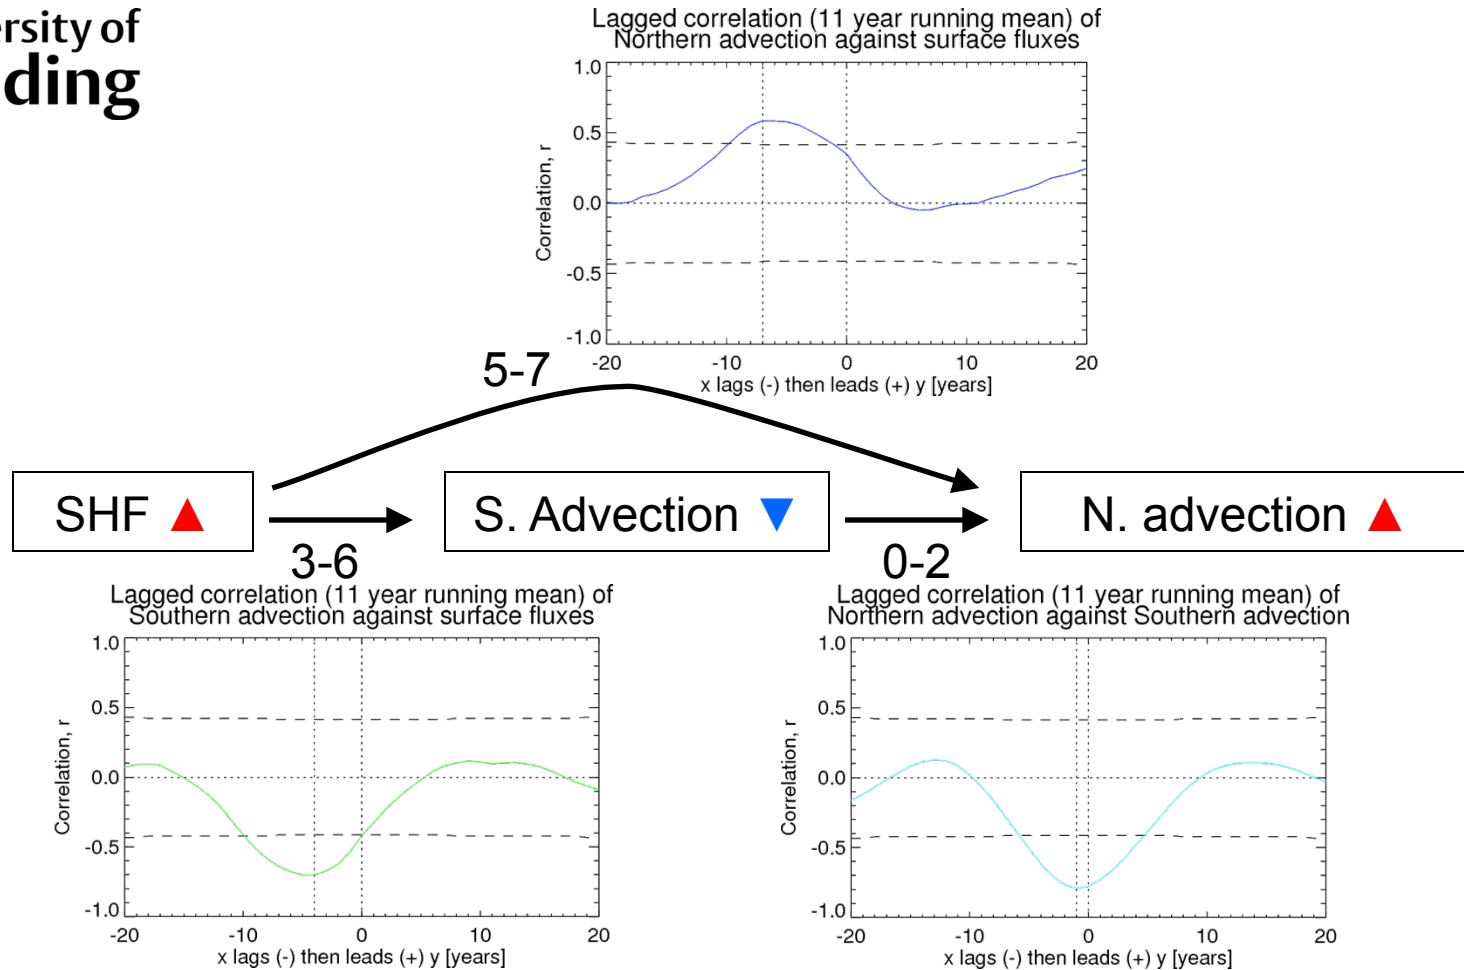 ersity of
ding
Lagged correlation (11 year running mean) of
Northern advection against surface fluxes
1.0
0.5
0.0
-0.5
-1.0
Correlation, r
-20 -10 0 10 20
x lags (-) then leads (+) y [years]
5-7
SHF
S. Advection
N. advection
3-6
0-2
Lagged correlation (11 year running mean) of
Southern advection against surface fluxes
1.0
0.5
0.0
-0.5
-1.0
Correlation, r
-20 -10 0 10 20
x lags (-) then leads (+) y [years]
Lagged correlation (11 year running mean) of
Northern advection against Southern advection
1.0
0.5
0.0
-0.5
-1.0
Correlation, r
-20 -10 0 10 20
x lags (-) then leads (+) y [years]